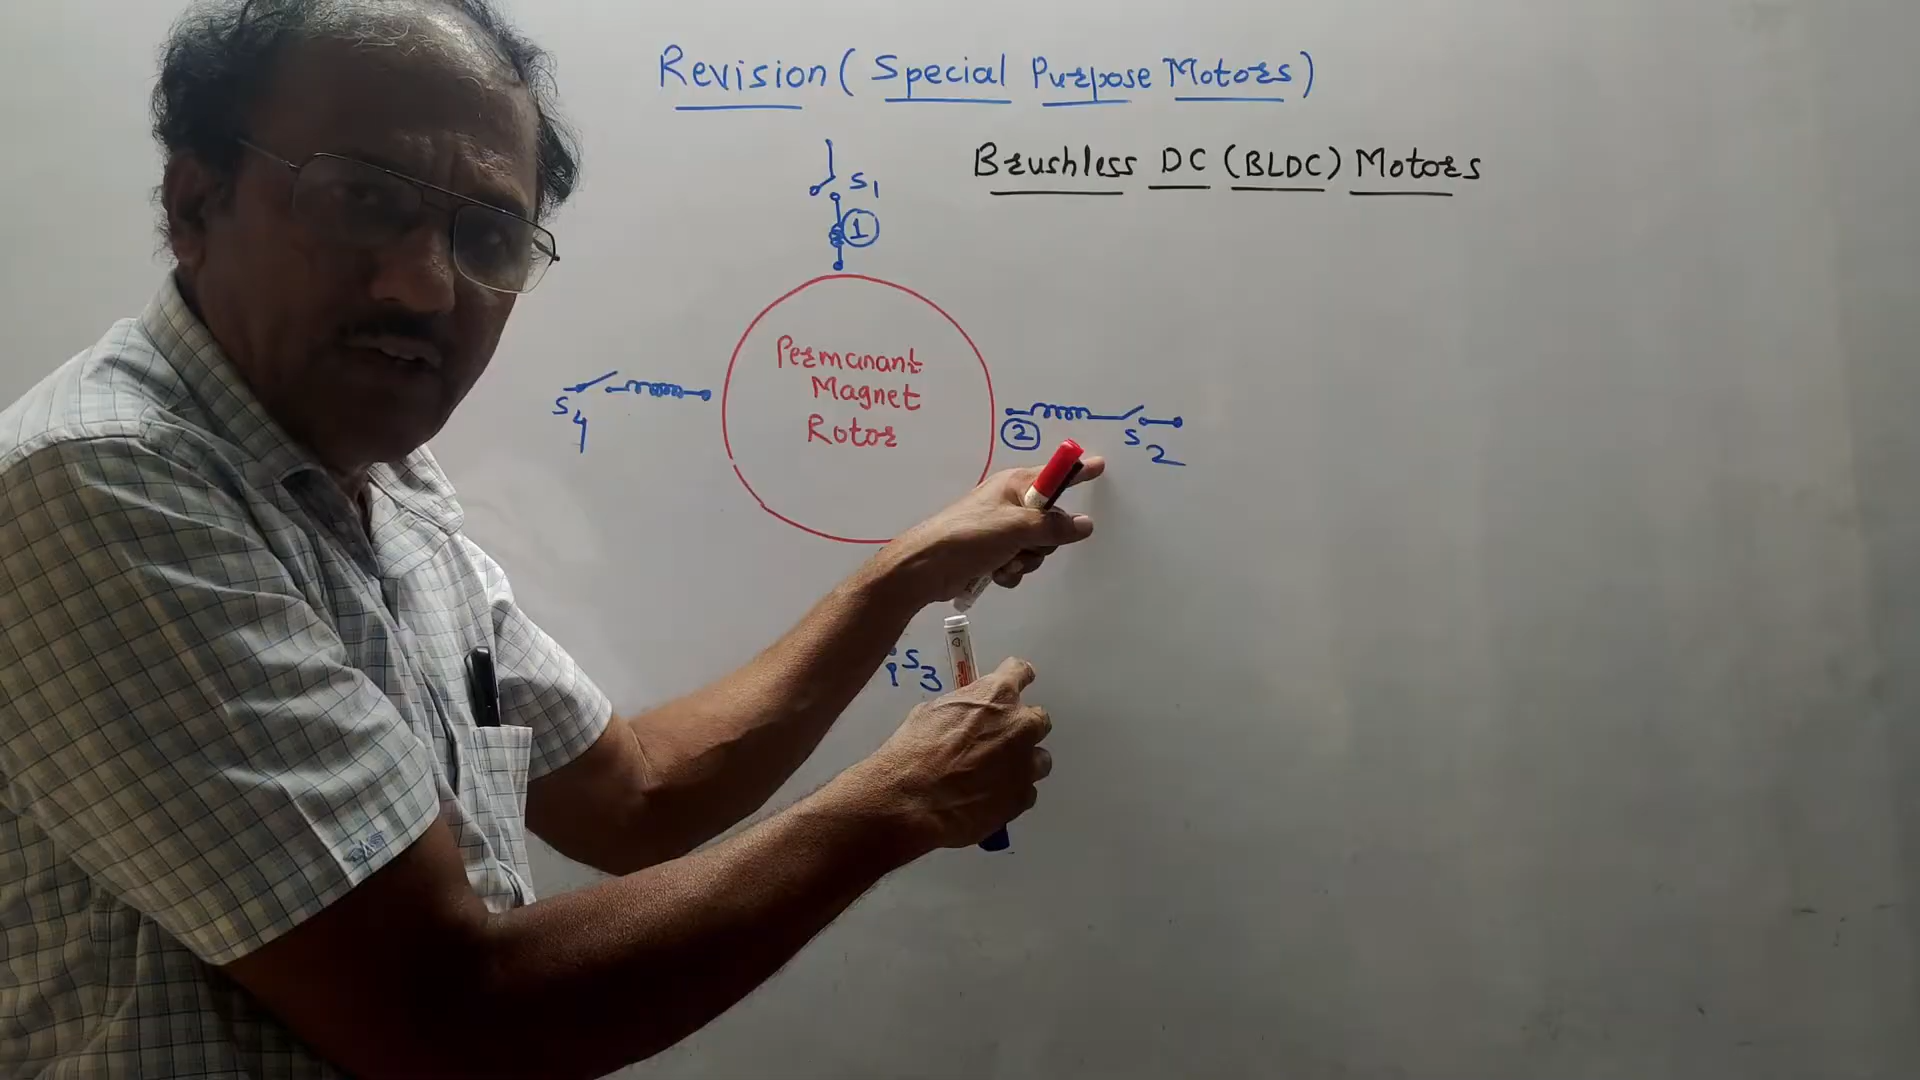 Revision (Special Purpose Motors)
Brushless DC (BLDC) Motors
S1
1
Permanant
Magnet
Rotor
S4
2
S2
S3